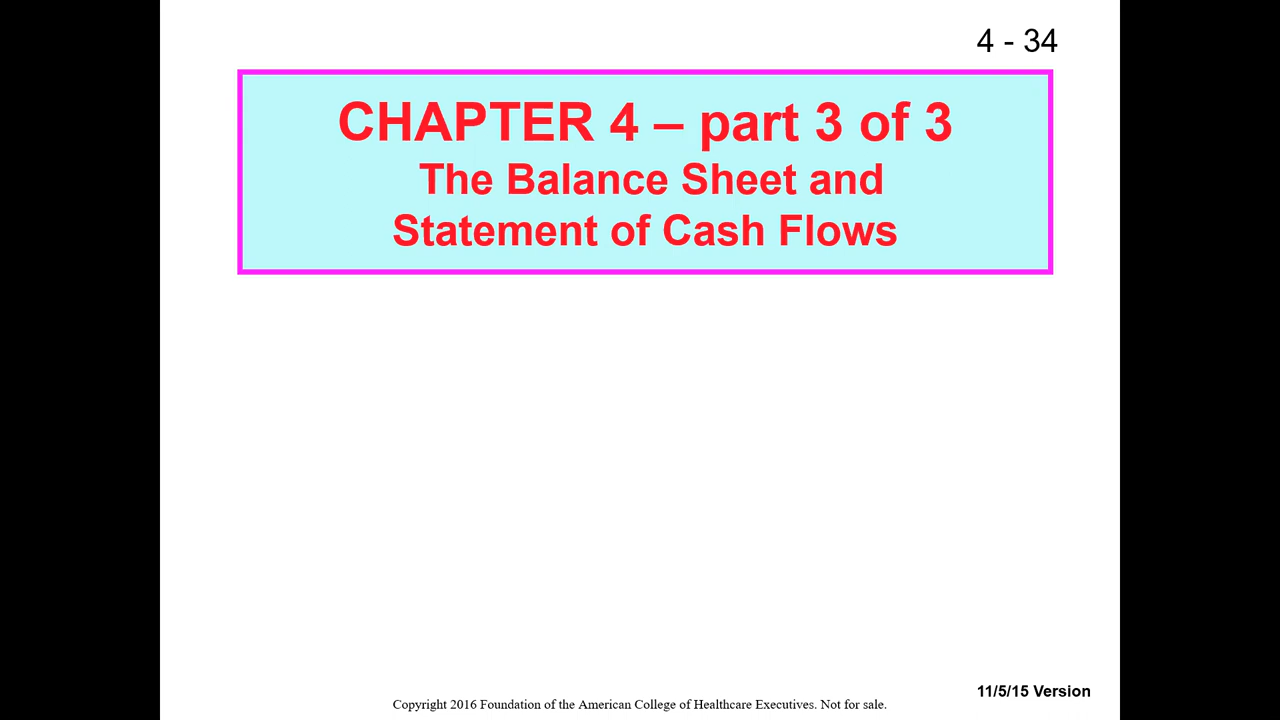 4 - 34
CHAPTER 4 – part 3 of 3
The Balance Sheet and
Statement of Cash Flows
11/5/15 Version
Copyright 2016 Foundation of the American College of Healthcare Executives. Not for sale.